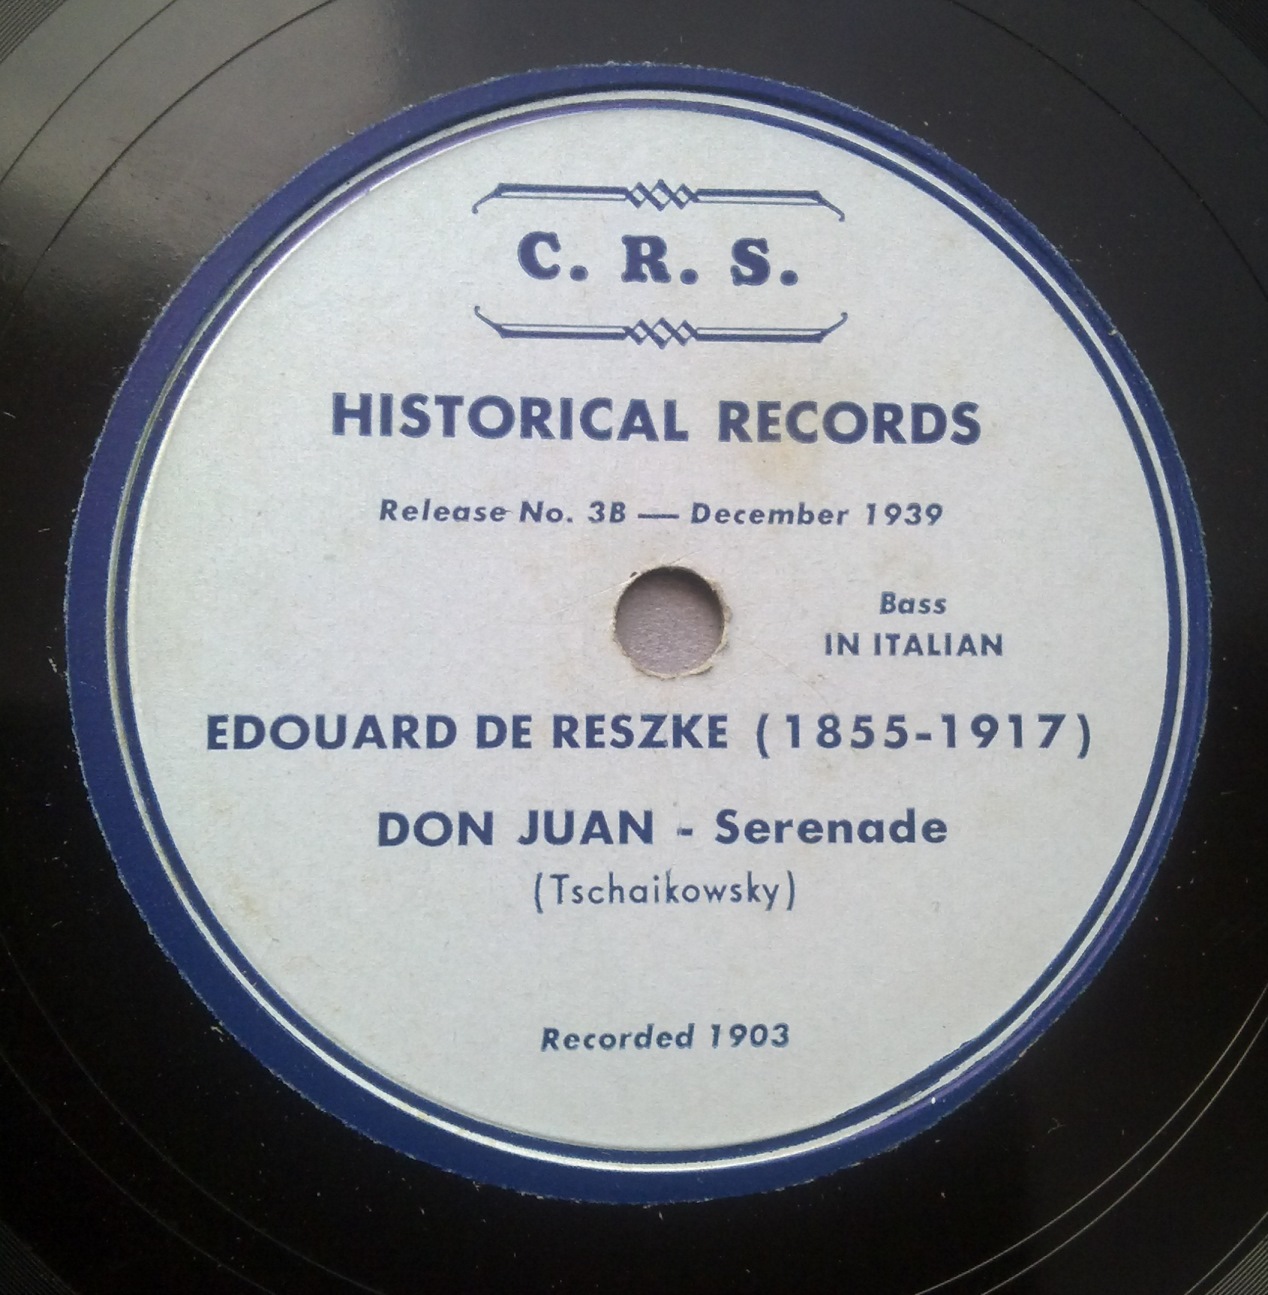 C. R. S.
HISTORICAL RECORDS
Release No. 3B — December 1939
Bass
IN ITALIAN
EDOUARD DE RESZKE (1855-1917)
DON JUAN - Serenade
(Tschaikowsky)
Recorded 1903